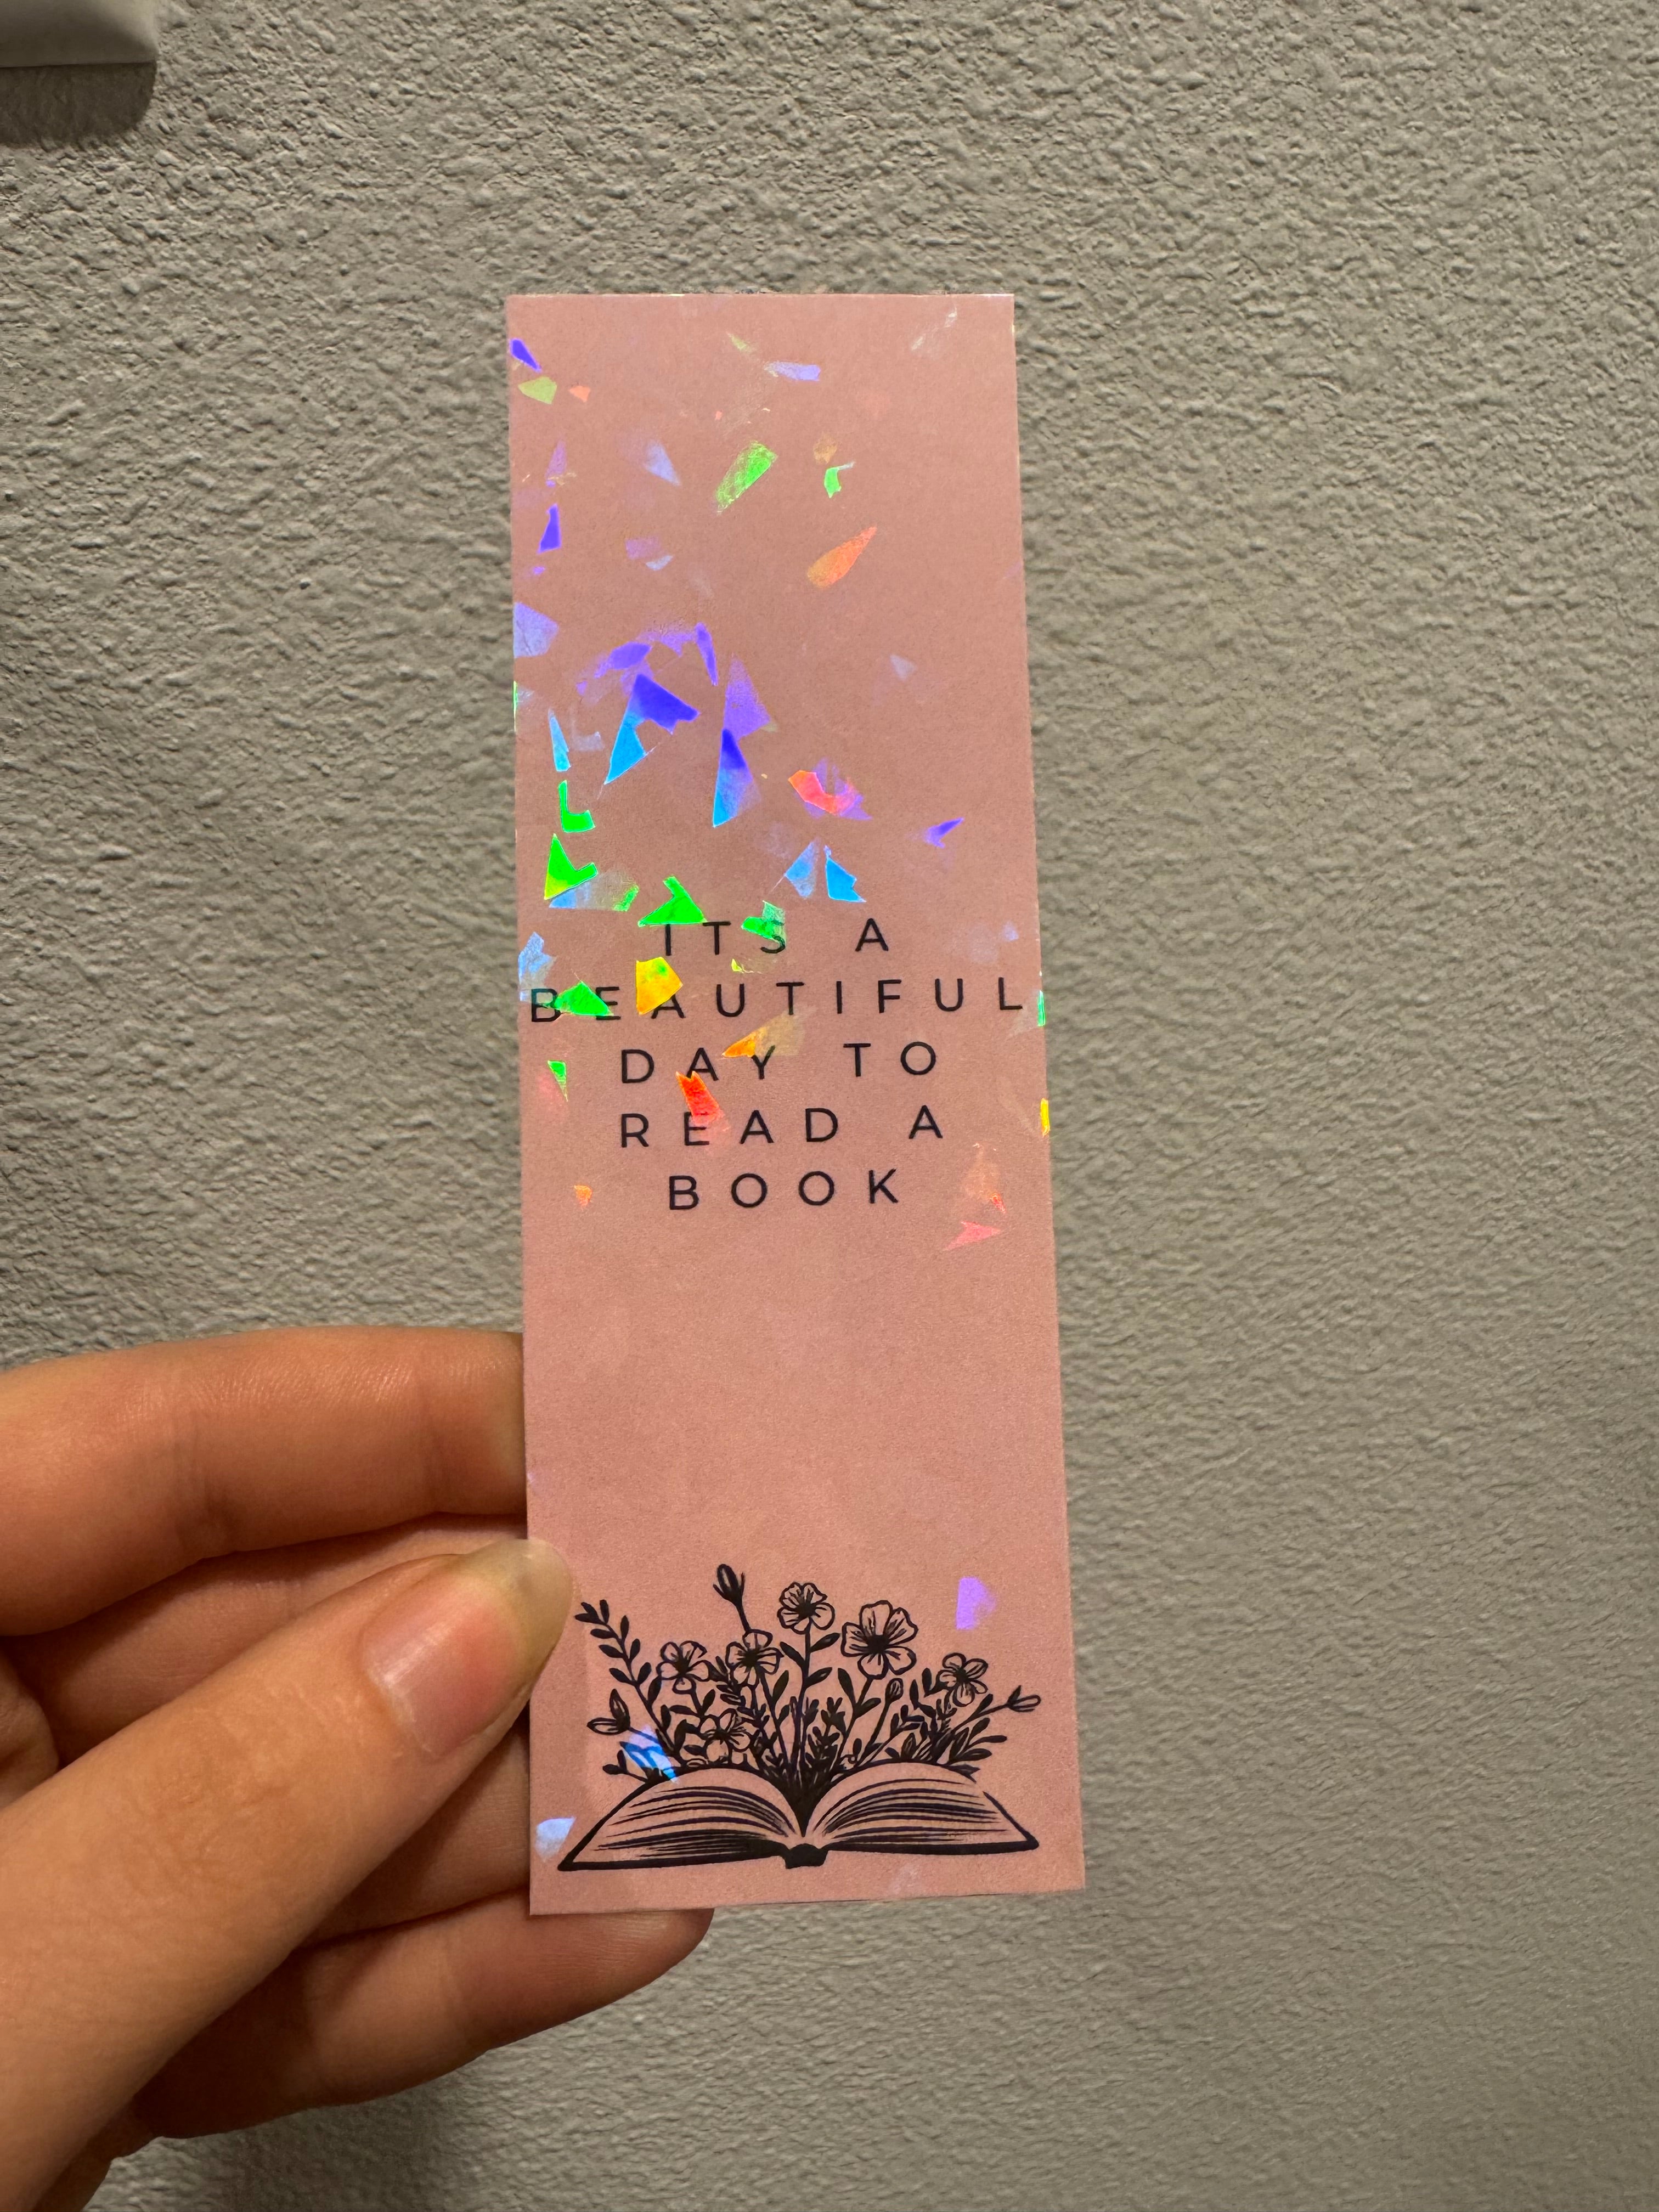 ITS A
BEAUTIFUL
DAY TO
READ A
BOOK